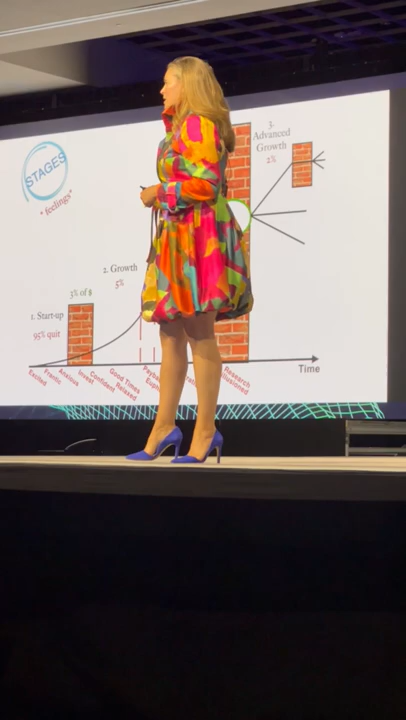 STAGES
"feelings"
3.
Advanced
Growth
2%
2. Growth
5%
3% of $
1. Start-up
95% quit
Time
Excited
Frantic
Anxious
Invest
Confident
Good Times
Relaxed
Research